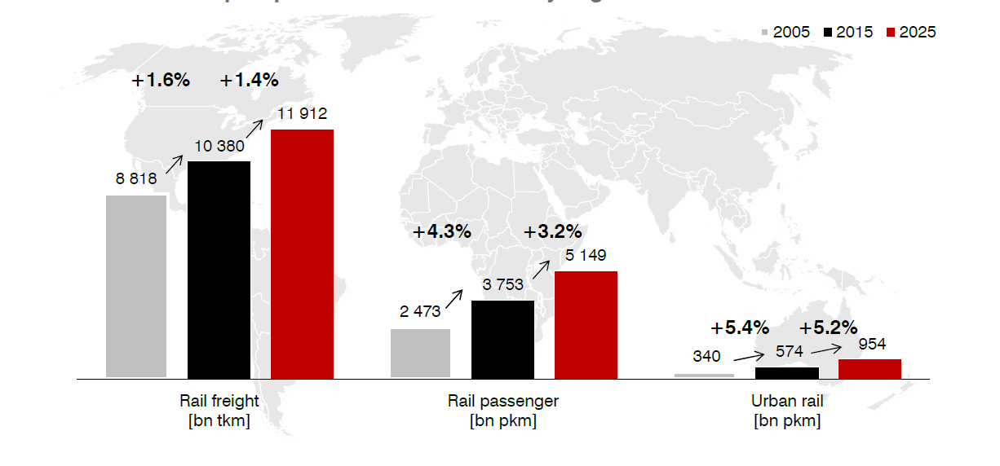 2005 2015 2025
+1.6% +1.4%
11 912
10 380
8 818
+4.3% +3.2%
5 149
3 753
2 473
+5.4% +5.2%
954
574
340
Rail freight
[bn tkm]
Rail passenger
[bn pkm]
Urban rail
[bn pkm]